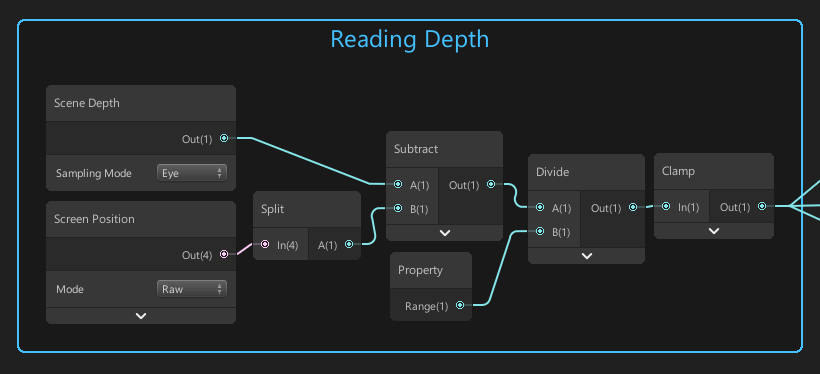 Reading Depth
Scene Depth
Out(1)
Sampling Mode Eye
Screen Position
Out(4)
Mode Raw
Split
In(4) A(1)
Subtract
A(1) Out(1)
B(1)
Property
Range(1)
Divide
A(1) Out(1)
B(1)
Clamp
In(1) Out(1)